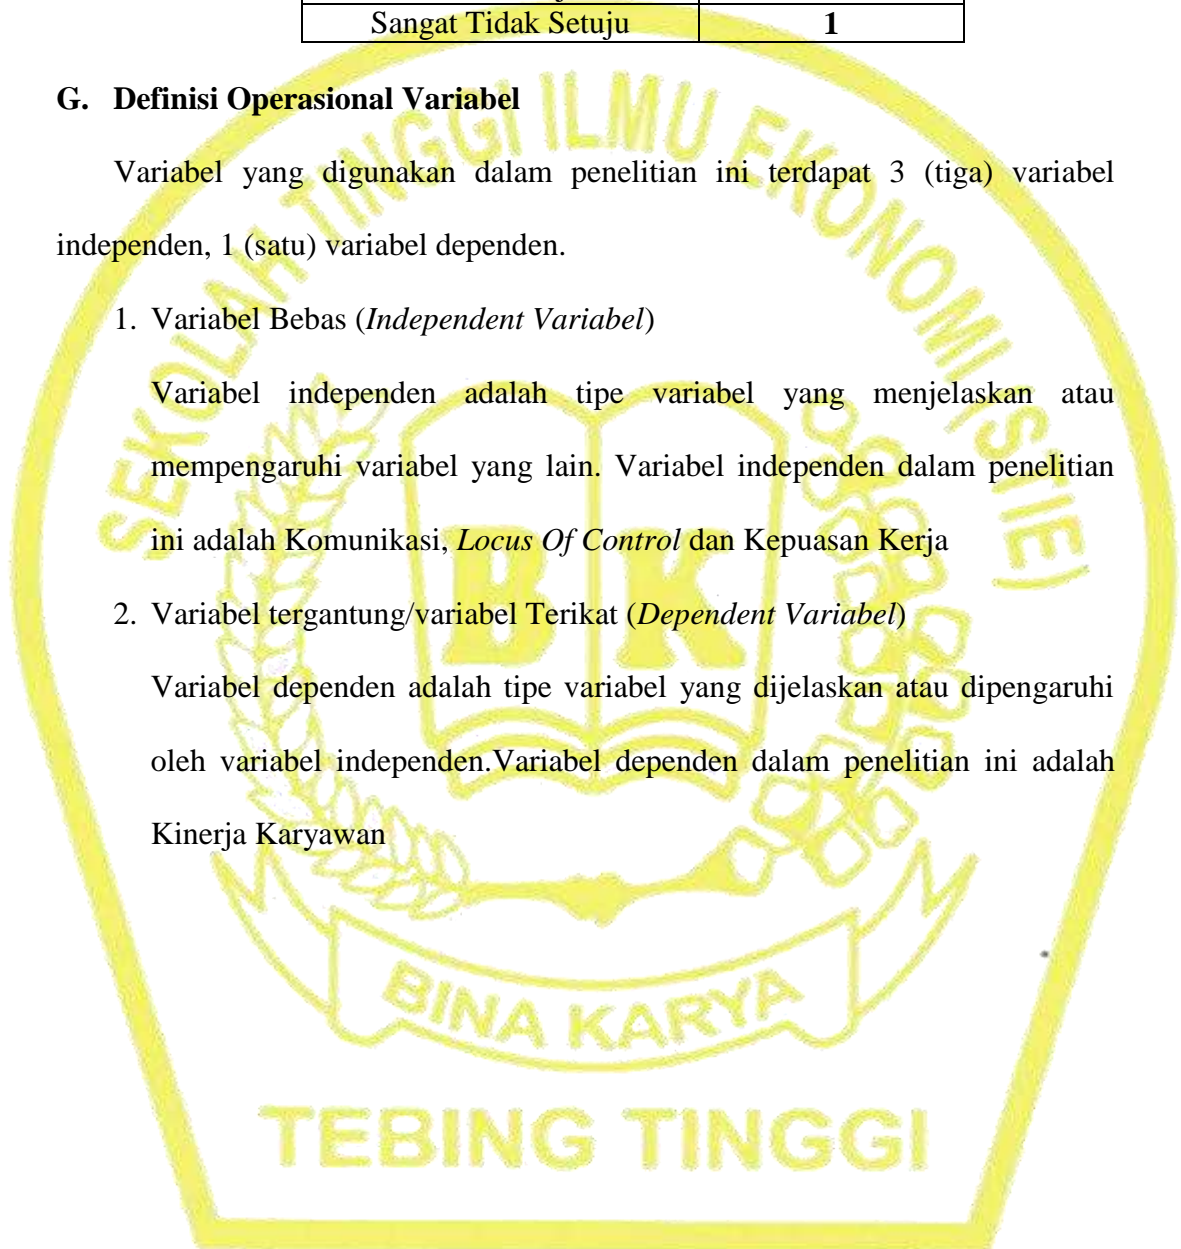 Sangat Tidak Setuju 1
G. Definisi Operasional Variabel
Variabel yang digunakan dalam penelitian ini terdapat 3 (tiga) variabel
independen, 1 (satu) variabel dependen.
1. Variabel Bebas (Independent Variabel)
Variabel independen adalah tipe variabel yang menjelaskan atau
mempengaruhi variabel yang lain. Variabel independen dalam penelitian
ini adalah Komunikasi, Locus Of Control dan Kepuasan Kerja
2. Variabel tergantung/variabel Terikat (Dependent Variabel)
Variabel dependen adalah tipe variabel yang dijelaskan atau dipengaruhi
oleh variabel independen.Variabel dependen dalam penelitian ini adalah
Kinerja Karyawan
SEKOLAH TINGGI ILMU EKONOMI (STIE)
BK
BINA KARYA
TEBING TINGGI